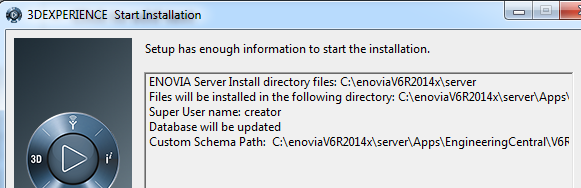 3DEXPERIENCE Start Installation
Setup has enough information to start the installation.
ENOVIA Server Install directory files: C:\enoviaV6R2014x\server
Files will be installed in the following directory: C:\enoviaV6R2014x\server\Apps\
Super User name: creator
Database will be updated
Custom Schema Path: C:\enoviaV6R2014x\server\Apps\EngineeringCentral\V6R
3D